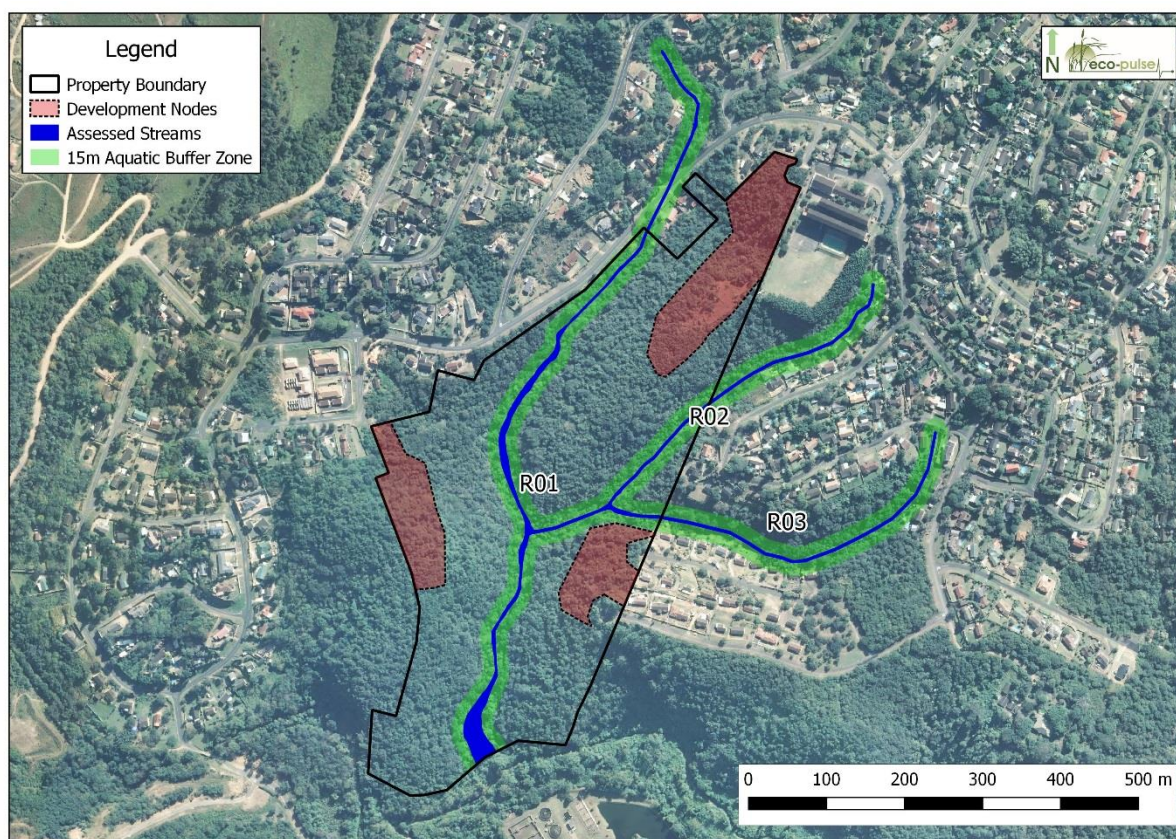 Legend
Property Boundary
Development Nodes
Assessed Streams
15m Aquatic Buffer Zone
N
eco-pulse
R02
R01
R03
0 100 200 300 400 500 m